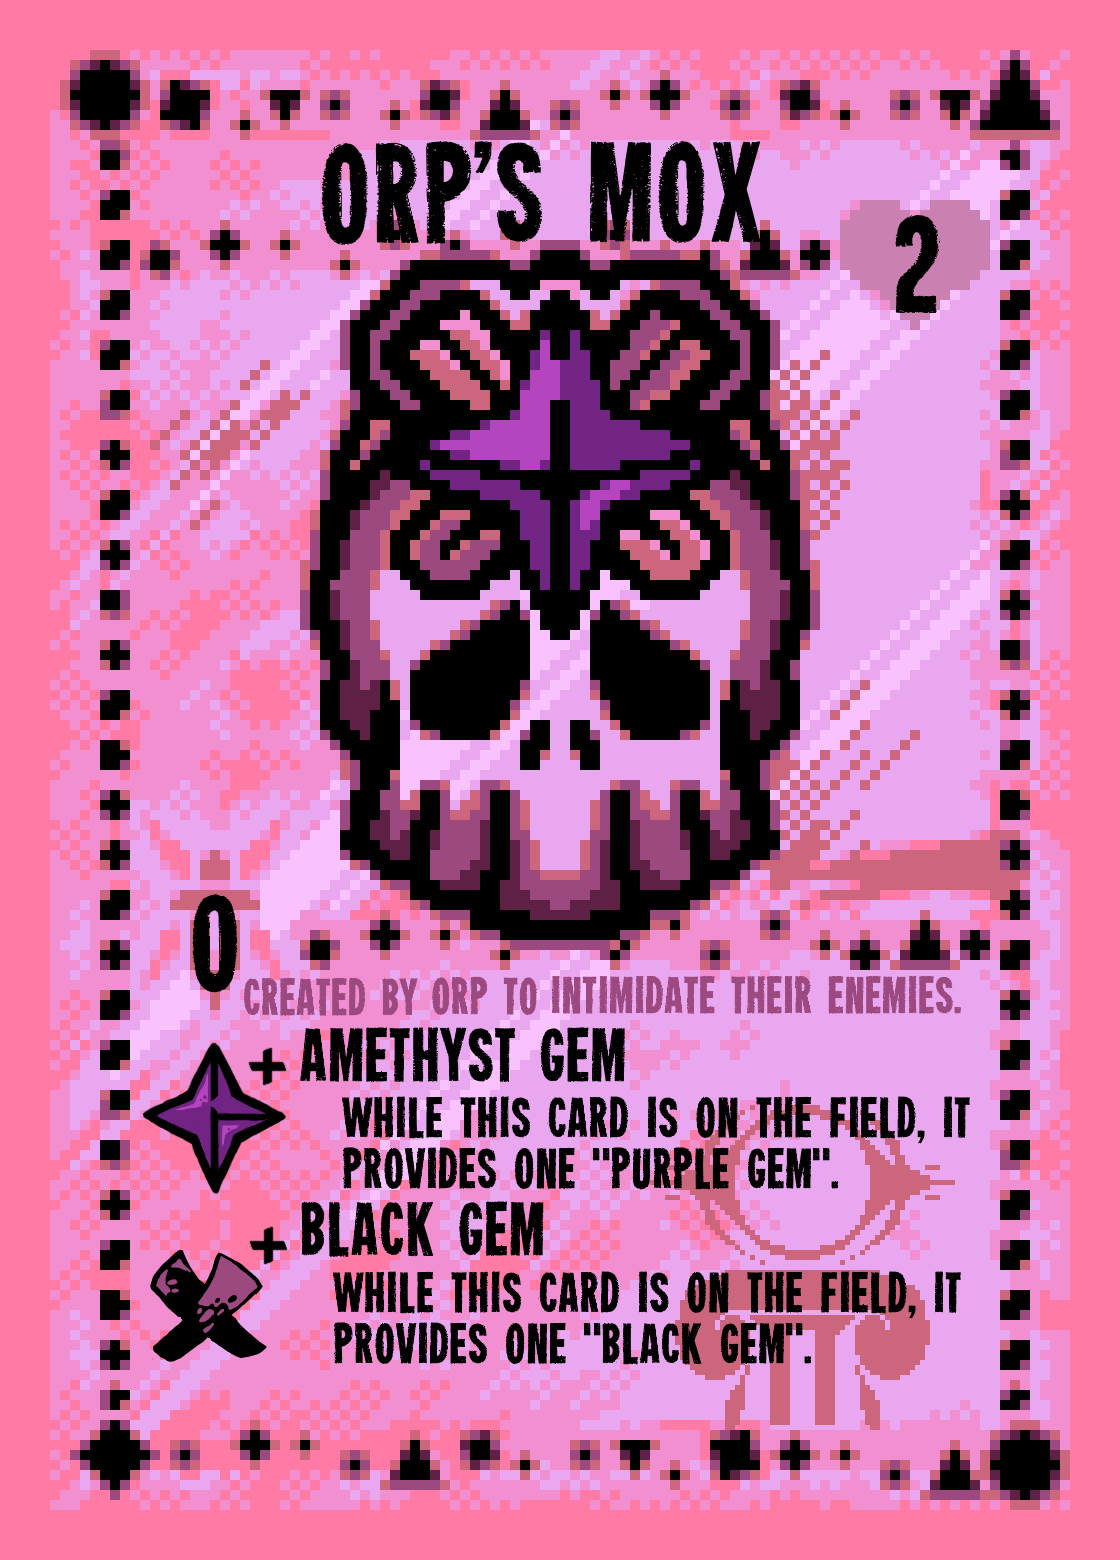 ORP'S MOX
2
0
CREATED BY ORP TO INTIMIDATE THEIR ENEMIES.
+ AMETHYST GEM
WHILE THIS CARD IS ON THE FIELD, IT
PROVIDES ONE "PURPLE GEM".
+ BLACK GEM
WHILE THIS CARD IS ON THE FIELD, IT
PROVIDES ONE "BLACK GEM".